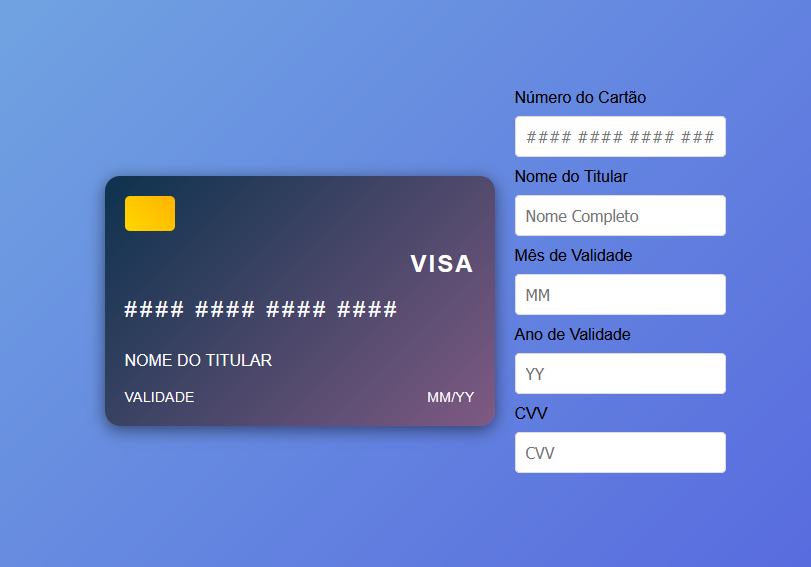 VISA
#### #### #### ####
NOME DO TITULAR
VALIDADE MM/YY
Número do Cartão
#### #### #### ###
Nome do Titular
Nome Completo
Mês de Validade
MM
Ano de Validade
YY
CVV
CVV